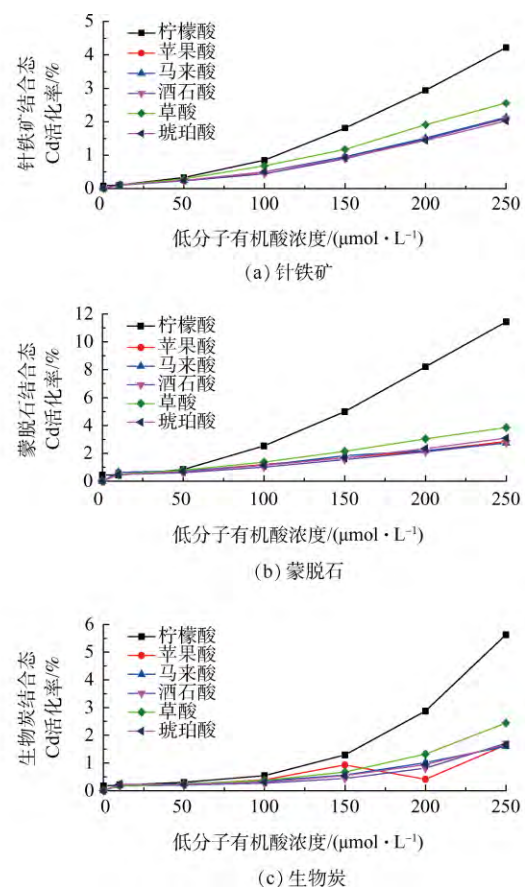 针铁矿结合态
Cd活化率/%
5
4
3
2
1
0
柠檬酸
苹果酸
马来酸
酒石酸
草酸
琥珀酸
0 50 100 150 200 250
低分子有机酸浓度/(μmol·L⁻¹)
(a) 针铁矿
蒙脱石结合态
Cd活化率/%
12
10
8
6
4
2
0
柠檬酸
苹果酸
马来酸
酒石酸
草酸
琥珀酸
0 50 100 150 200 250
低分子有机酸浓度/(μmol·L⁻¹)
(b) 蒙脱石
生物炭结合态
Cd活化率/%
6
5
4
3
2
1
0
柠檬酸
苹果酸
马来酸
酒石酸
草酸
琥珀酸
0 50 100 150 200 250
低分子有机酸浓度/(μmol·L⁻¹)
(c) 生物炭